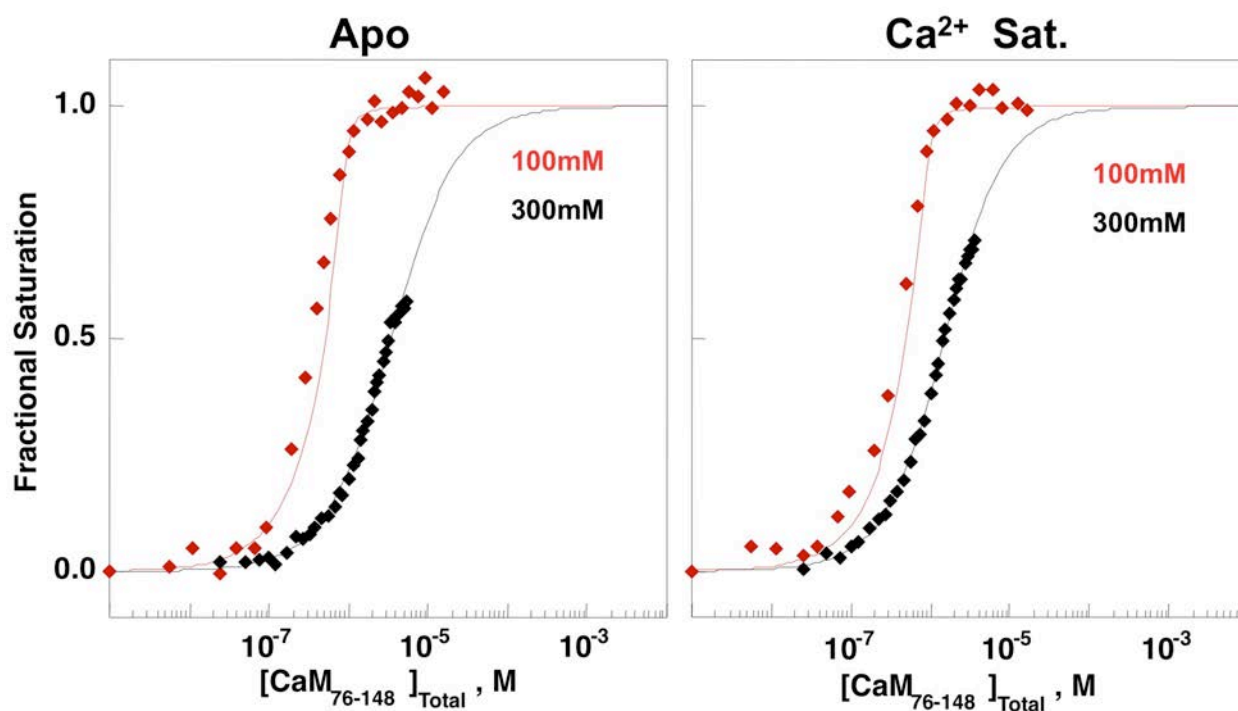 Apo
Ca²⁺ Sat.
Fractional Saturation
1.0
0.5
0.0
100mM
300mM
100mM
300mM
10⁻⁷ 10⁻⁵ 10⁻³
10⁻⁷ 10⁻⁵ 10⁻³
[CaM₇₆₋₁₄₈]Total , M
[CaM₇₆₋₁₄₈]Total , M